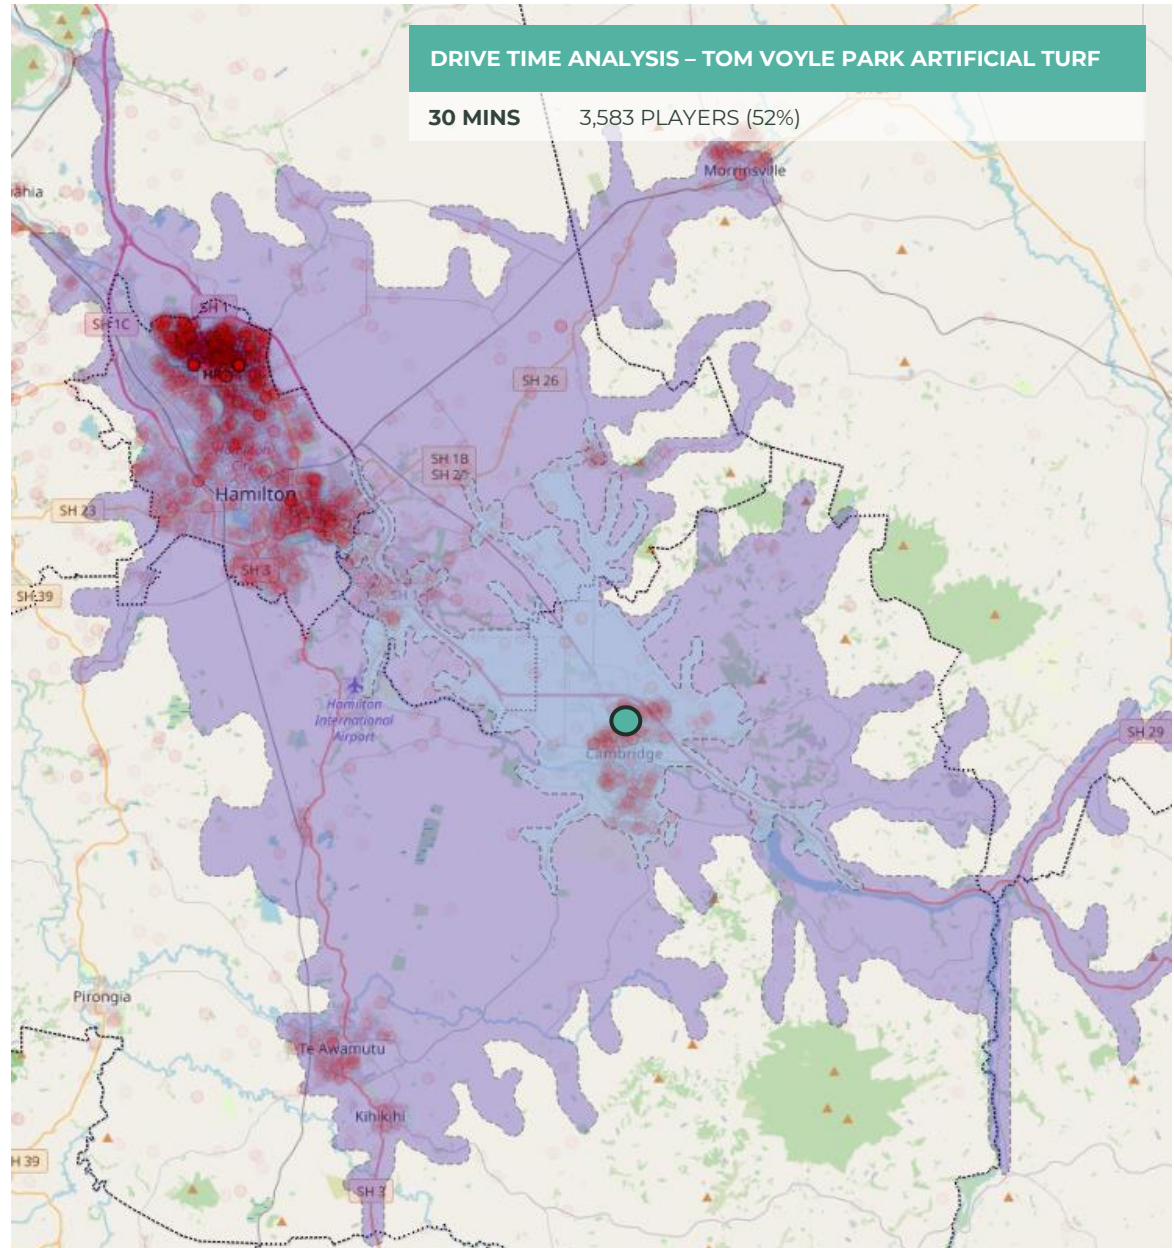 DRIVE TIME ANALYSIS – TOM VOYLE PARK ARTIFICIAL TURF
30 MINS 3,583 PLAYERS (52%)
Morrinsville
SH 1
SH 1C
SH 26
SH 1B
Hamilton
SH 23
SH 3
SH 39
SH 1
Hamilton
International
Airport
Cambridge
SH 29
Pirongia
Te Awamutu
Kihikihi
H 39
SH 3